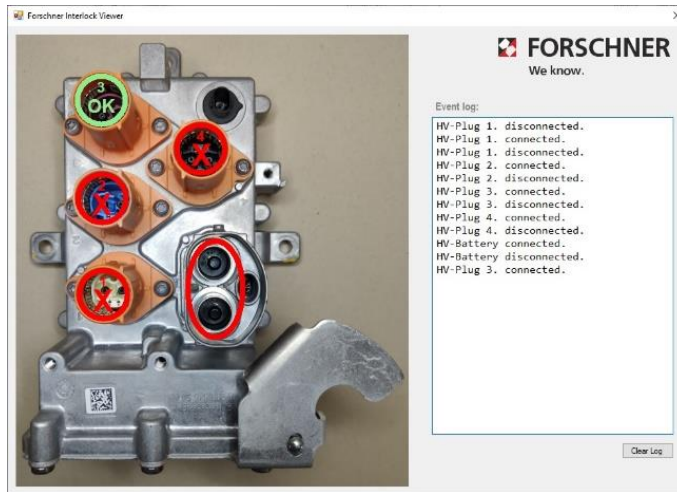 Forschner Interlock Viewer
FORSCHNER
We know.
Event log:
HV-Plug 1. disconnected.
HV-Plug 1. connected.
HV-Plug 1. disconnected.
HV-Plug 2. connected.
HV-Plug 2. disconnected.
HV-Plug 3. connected.
HV-Plug 3. disconnected.
HV-Plug 4. connected.
HV-Plug 4. disconnected.
HV-Battery connected.
HV-Battery disconnected.
HV-Plug 3. connected.
3
OK
4
X
X
X
Clear Log